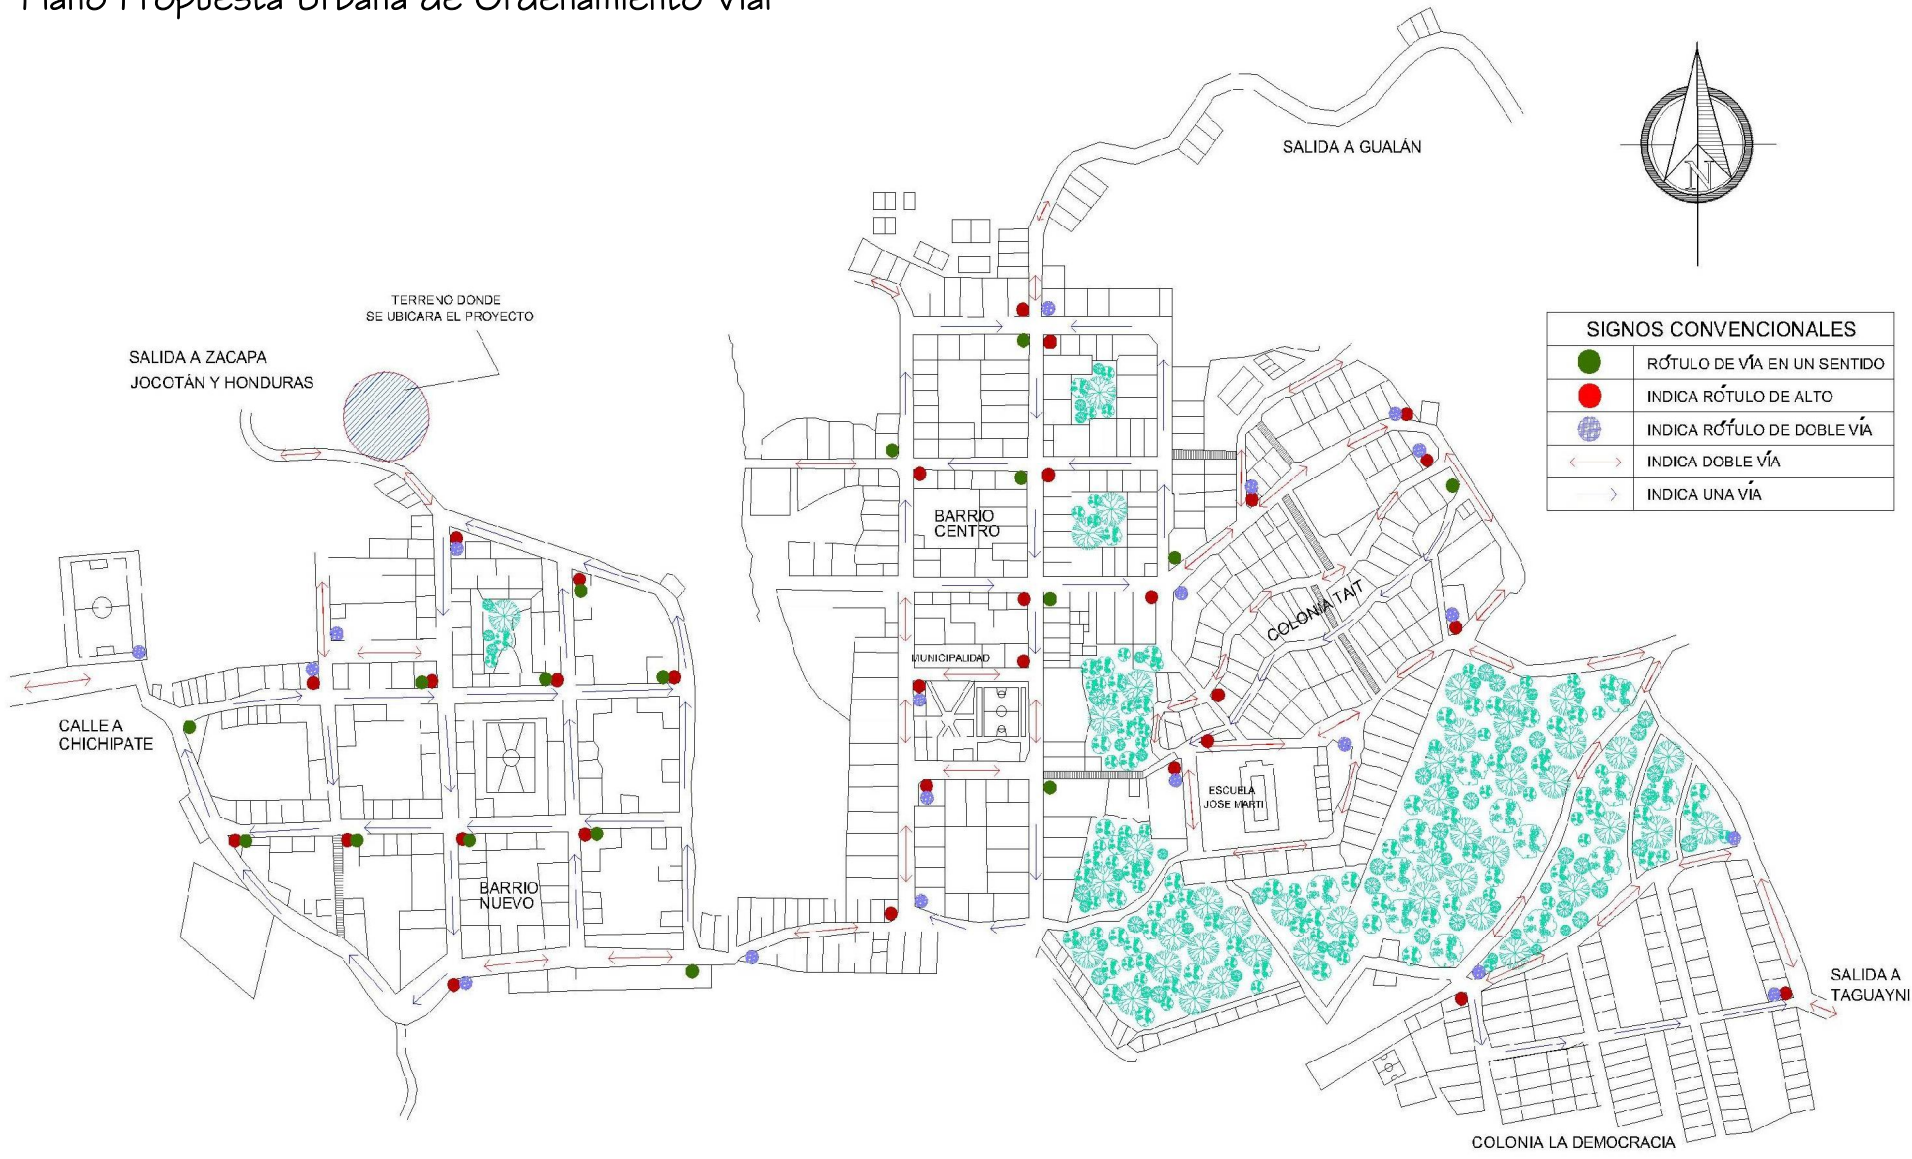 Plano Propuesta Urbana de Ordenamiento Vial
SALIDA A GUALÁN
N
TERRENO DONDE
SE UBICARA EL PROYECTO
SALIDA A ZACAPA
JOCOTÁN Y HONDURAS
SIGNOS CONVENCIONALES
RÓTULO DE VÍA EN UN SENTIDO
INDICA RÓTULO DE ALTO
INDICA RÓTULO DE DOBLE VÍA
INDICA DOBLE VÍA
INDICA UNA VÍA
BARRIO
CENTRO
COLONIA TAIT
MUNICIPALIDAD
CALLE A
CHICHIPATE
ESCUELA
JOSE MARTI
BARRIO
NUEVO
SALIDA A
TAGUAYNI
COLONIA LA DEMOCRACIA